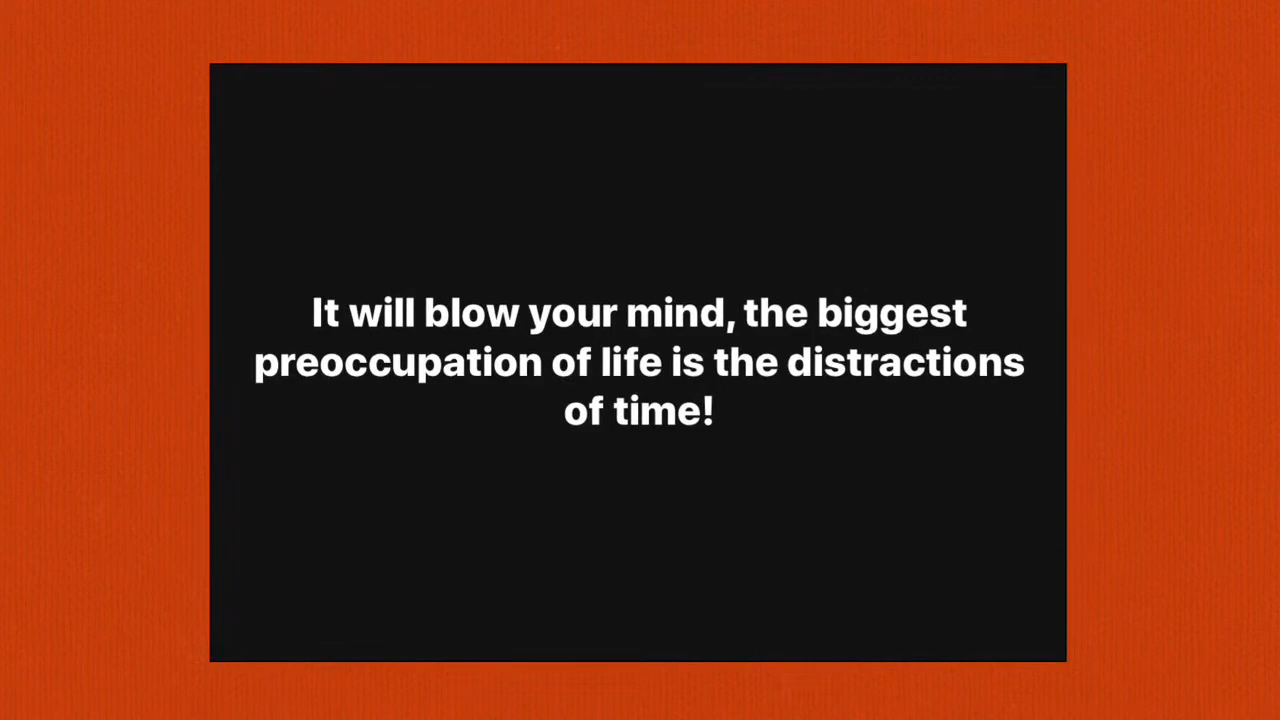 It will blow your mind, the biggest
preoccupation of life is the distractions
of time!